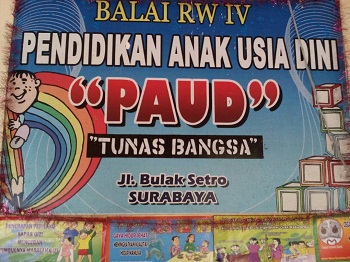 BALAI RW IV
PENDIDIKAN ANAK USIA DINI
"PAUD"
"TUNAS BANGSA"
Jl. Bulak Setro
SURABAYA